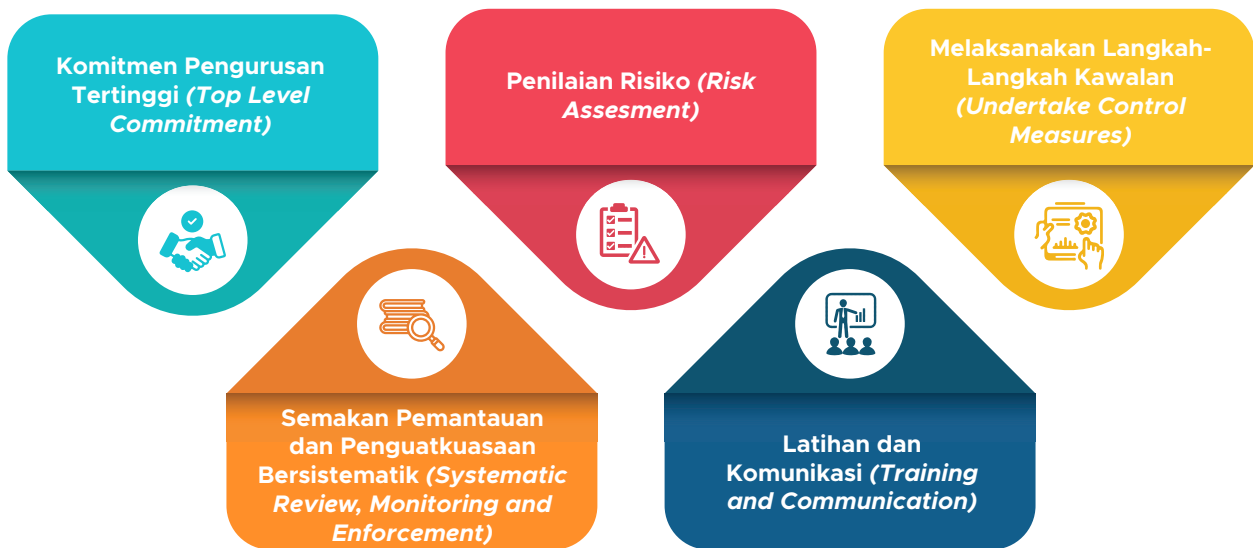 Komitmen Pengurusan
Tertinggi (Top Level
Commitment)
Penilaian Risiko (Risk
Assesment)
Melaksanakan Langkah-
Langkah Kawalan
(Undertake Control
Measures)
Semakan Pemantauan
dan Penguatkuasaan
Bersistematik (Systematic
Review, Monitoring and
Enforcement)
Latihan dan
Komunikasi (Training
and Communication)